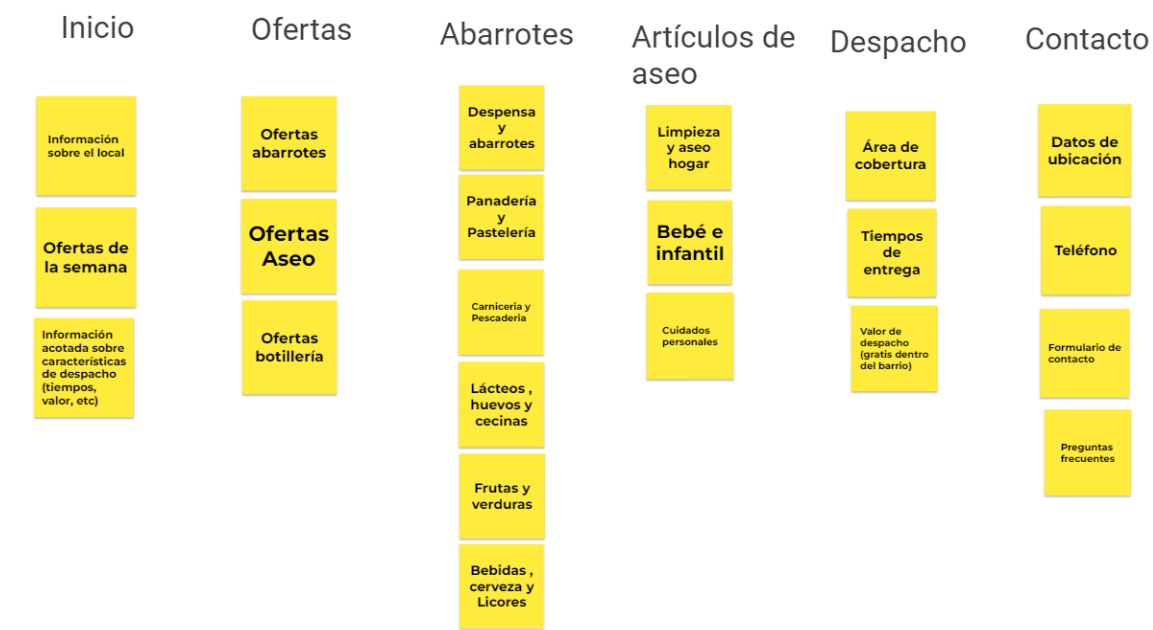 Inicio
Información
sobre el local
Ofertas de
la semana
Información
acotada sobre
características
de despacho
(tiempos,
valor, etc)
Ofertas
Ofertas
abarrotes
Ofertas
Aseo
Ofertas
botillería
Abarrotes
Despensa
y
abarrotes
Panadería
y
Pastelería
Carniceria y
Pescaderia
Lácteos ,
huevos y
cecinas
Frutas y
verduras
Bebidas ,
cerveza y
Licores
Artículos de
aseo
Limpieza
y aseo
hogar
Bebé e
infantil
Cuidados
personales
Despacho
Área de
cobertura
Tiempos
de
entrega
Valor de
despacho
(gratis dentro
del barrio)
Contacto
Datos de
ubicación
Teléfono
Formulario de
contacto
Preguntas
frecuentes